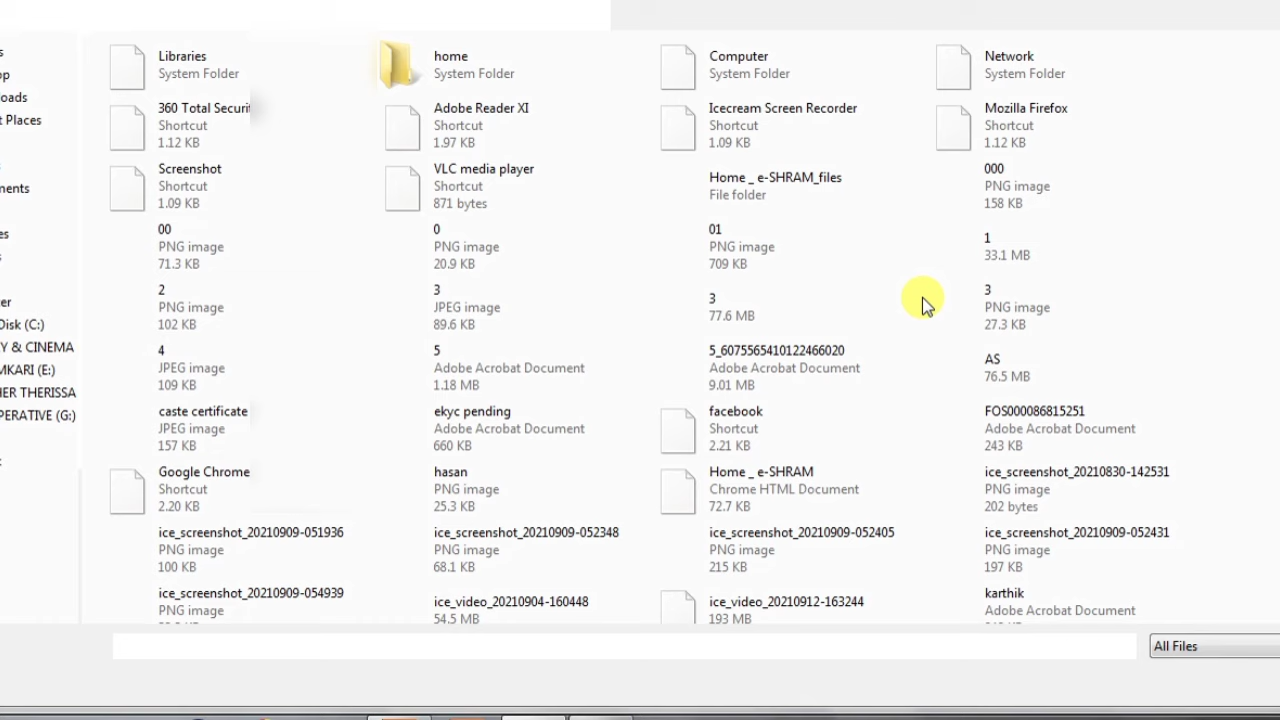 Libraries
System Folder
home
System Folder
Computer
System Folder
Network
System Folder
360 Total
Shortcut
1.12 KB
Adobe Reader XI
Shortcut
1.97 KB
Icecream Screen Recorder
Shortcut
1.09 KB
Mozilla Firefox
Shortcut
1.12 KB
Screenshot
Shortcut
1.09 KB
VLC media player
Shortcut
871 bytes
Home _ e-SHRAM_files
File folder
000
PNG image
158 KB
00
PNG image
71.3 KB
0
PNG image
20.9 KB
01
PNG image
709 KB
1
33.1 MB
2
PNG image
102 KB
3
JPEG image
89.6 KB
3
77.6 MB
3
PNG image
27.3 KB
4
JPEG image
109 KB
5
Adobe Acrobat Document
1.18 MB
5_6075565410122466020
Adobe Acrobat Document
9.01 MB
AS
76.5 MB
caste certificate
JPEG image
157 KB
ekyc pending
Adobe Acrobat Document
660 KB
facebook
Shortcut
2.21 KB
FOS000086815251
Adobe Acrobat Document
243 KB
Google Chrome
Shortcut
2.20 KB
hasan
PNG image
25.3 KB
Home _ e-SHRAM
Chrome HTML Document
72.7 KB
ice_screenshot_20210830-142531
PNG image
202 bytes
ice_screenshot_20210909-051936
PNG image
100 KB
ice_screenshot_20210909-052348
PNG image
68.1 KB
ice_screenshot_20210909-052405
PNG image
215 KB
ice_screenshot_20210909-052431
PNG image
197 KB
ice_screenshot_20210909-054939
PNG image
ice_video_20210904-160448
54.5 MB
ice_video_20210912-163244
193 MB
karthik
Adobe Acrobat Document
oads
t Places
ments
Disk (C:)
Y & CINEMA
MKARI (E:)
HER THERISSA
PERATIVE (G:)
All Files